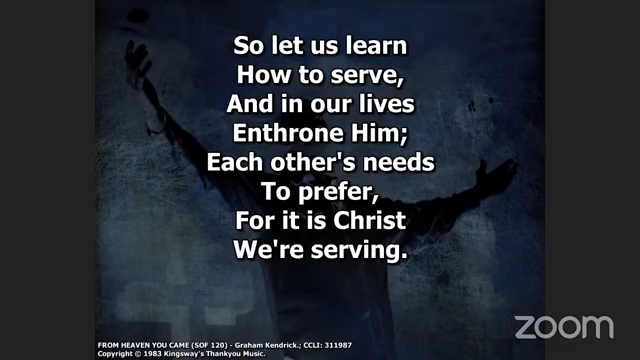 So let us learn
How to serve,
And in our lives
Enthrone Him;
Each other's needs
To prefer,
For it is Christ
We're serving.
FROM HEAVEN YOU CAME (SOF 120) - Graham Kendrick.; CCLI: 311987
Copyright © 1983 Kingsway's Thankyou Music.
zoom